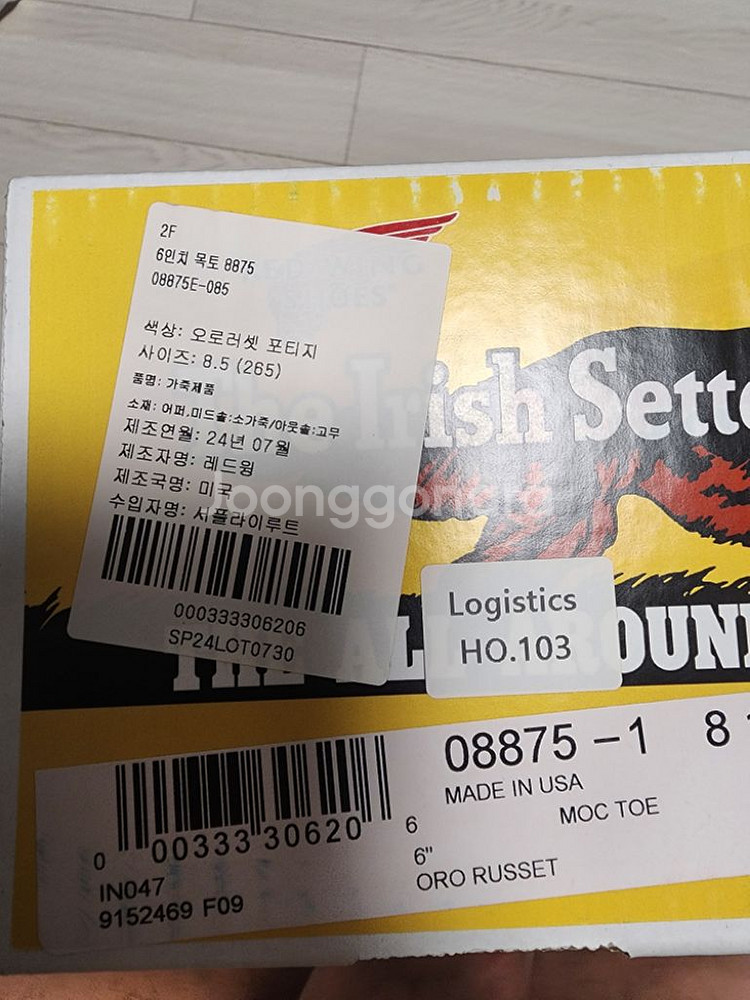 2F
6인치 목토 8875
08875E-085
색상: 오로러셋 포티지
사이즈: 8.5 (265)
품명: 가죽제품
소재: 어퍼,미드솔:소가죽/아웃솔:고무
제조연월: 24년 07월
제조자명: 레드윙
제조국명: 미국
수입자명: 서플라이루트
000333306206
SP24LOT0730
Irish Sette
joonggonara
Logistics
HO.103
ALL AROUN
08875-1 8
MADE IN USA
MOC TOE
6"
ORO RUSSET
0 00333 30620 6
IN047
9152469 F09